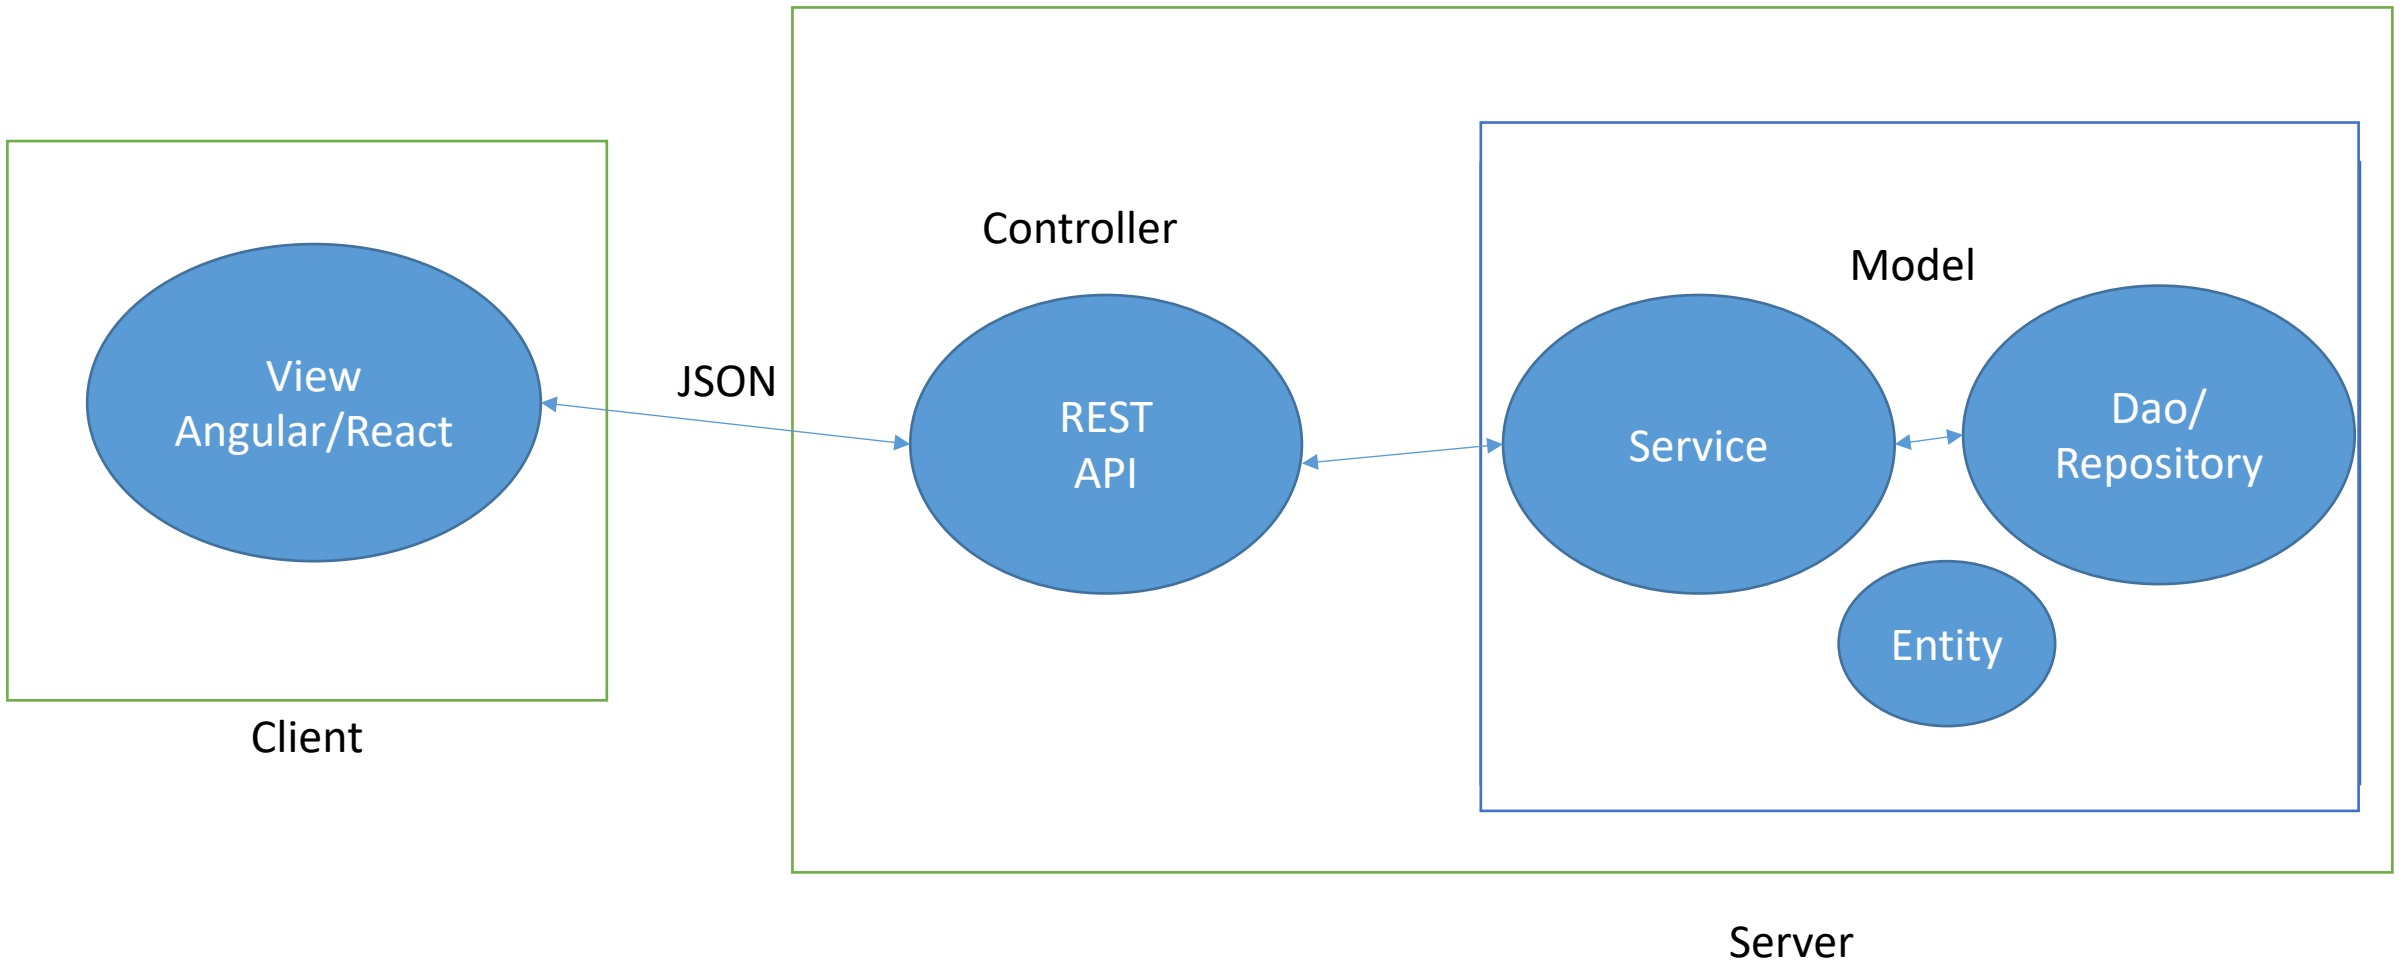 Controller
Model
View
Angular/React
JSON
REST
API
Service
Dao/
Repository
Entity
Client
Server